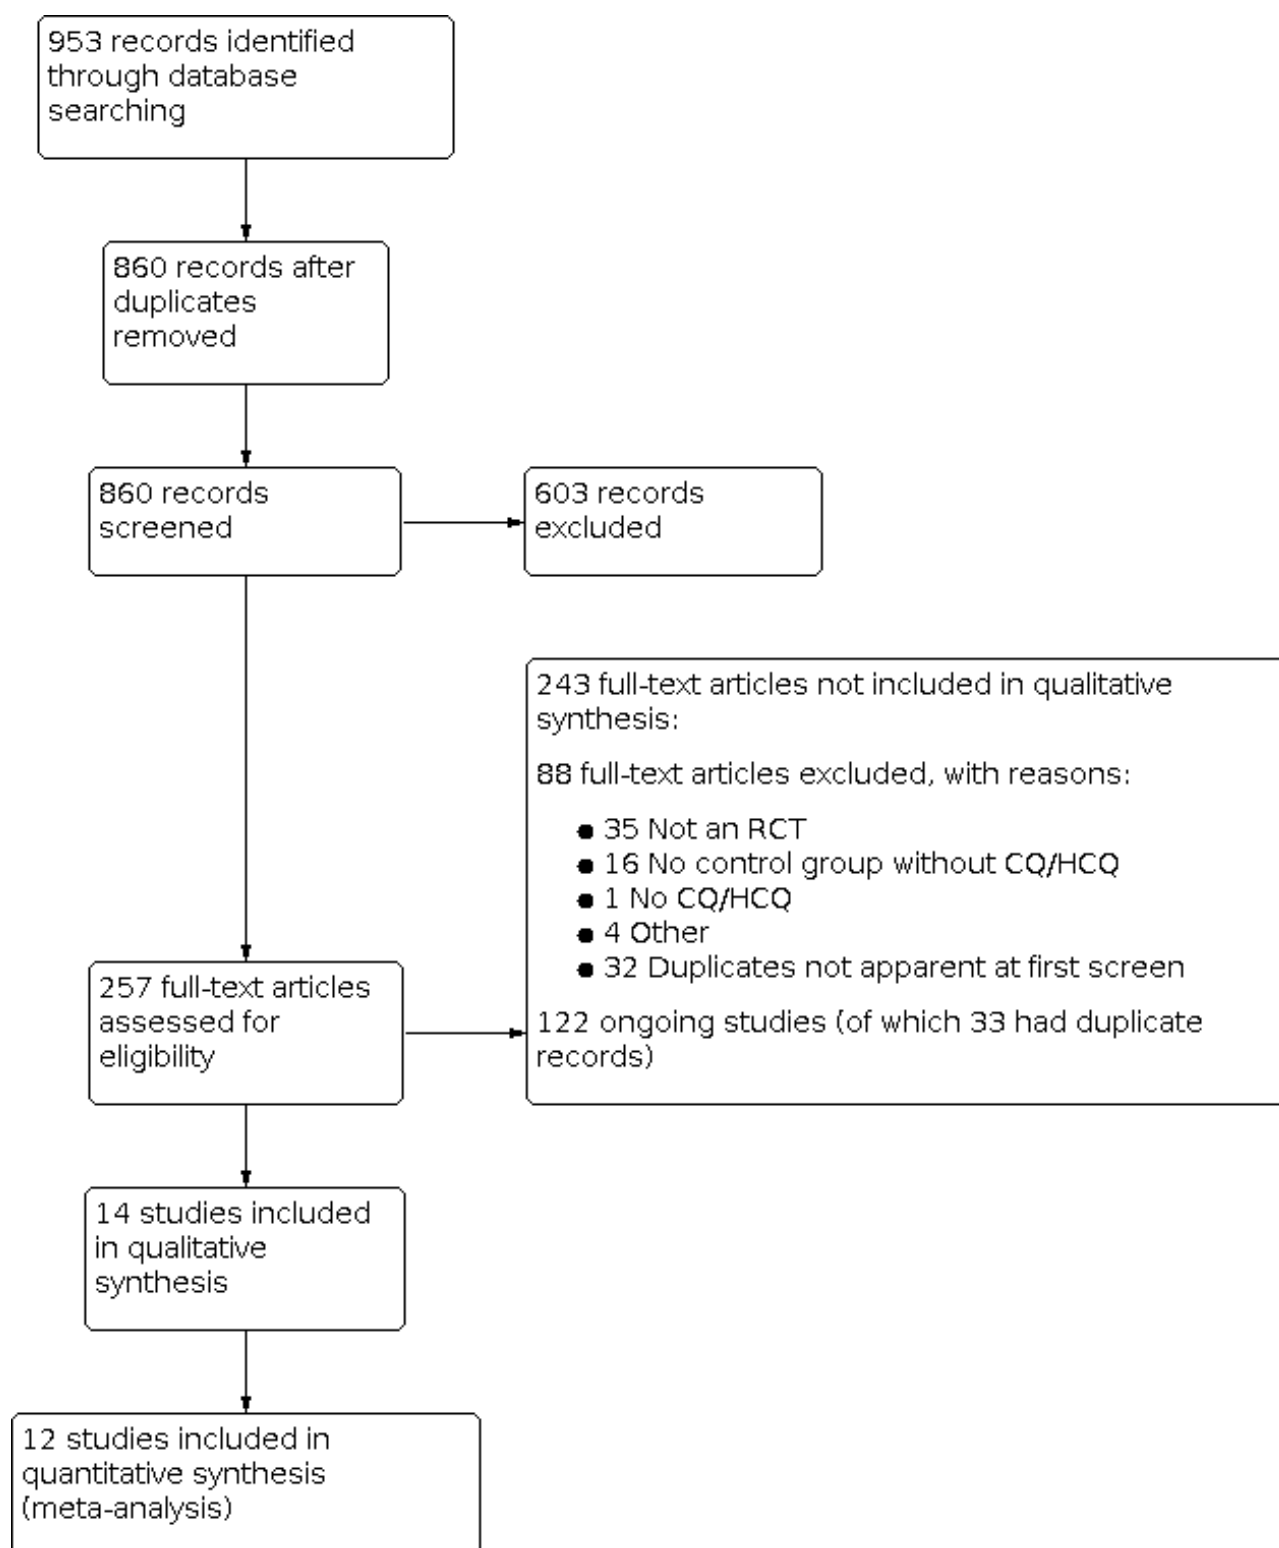 953 records identified
through database
searching
860 records after
duplicates
removed
860 records
screened
603 records
excluded
243 full-text articles not included in qualitative
synthesis:
88 full-text articles excluded, with reasons:
● 35 Not an RCT
● 16 No control group without CQ/HCQ
● 1 No CQ/HCQ
● 4 Other
● 32 Duplicates not apparent at first screen
122 ongoing studies (of which 33 had duplicate
records)
257 full-text articles
assessed for
eligibility
14 studies included
in qualitative
synthesis
12 studies included in
quantitative synthesis
(meta-analysis)